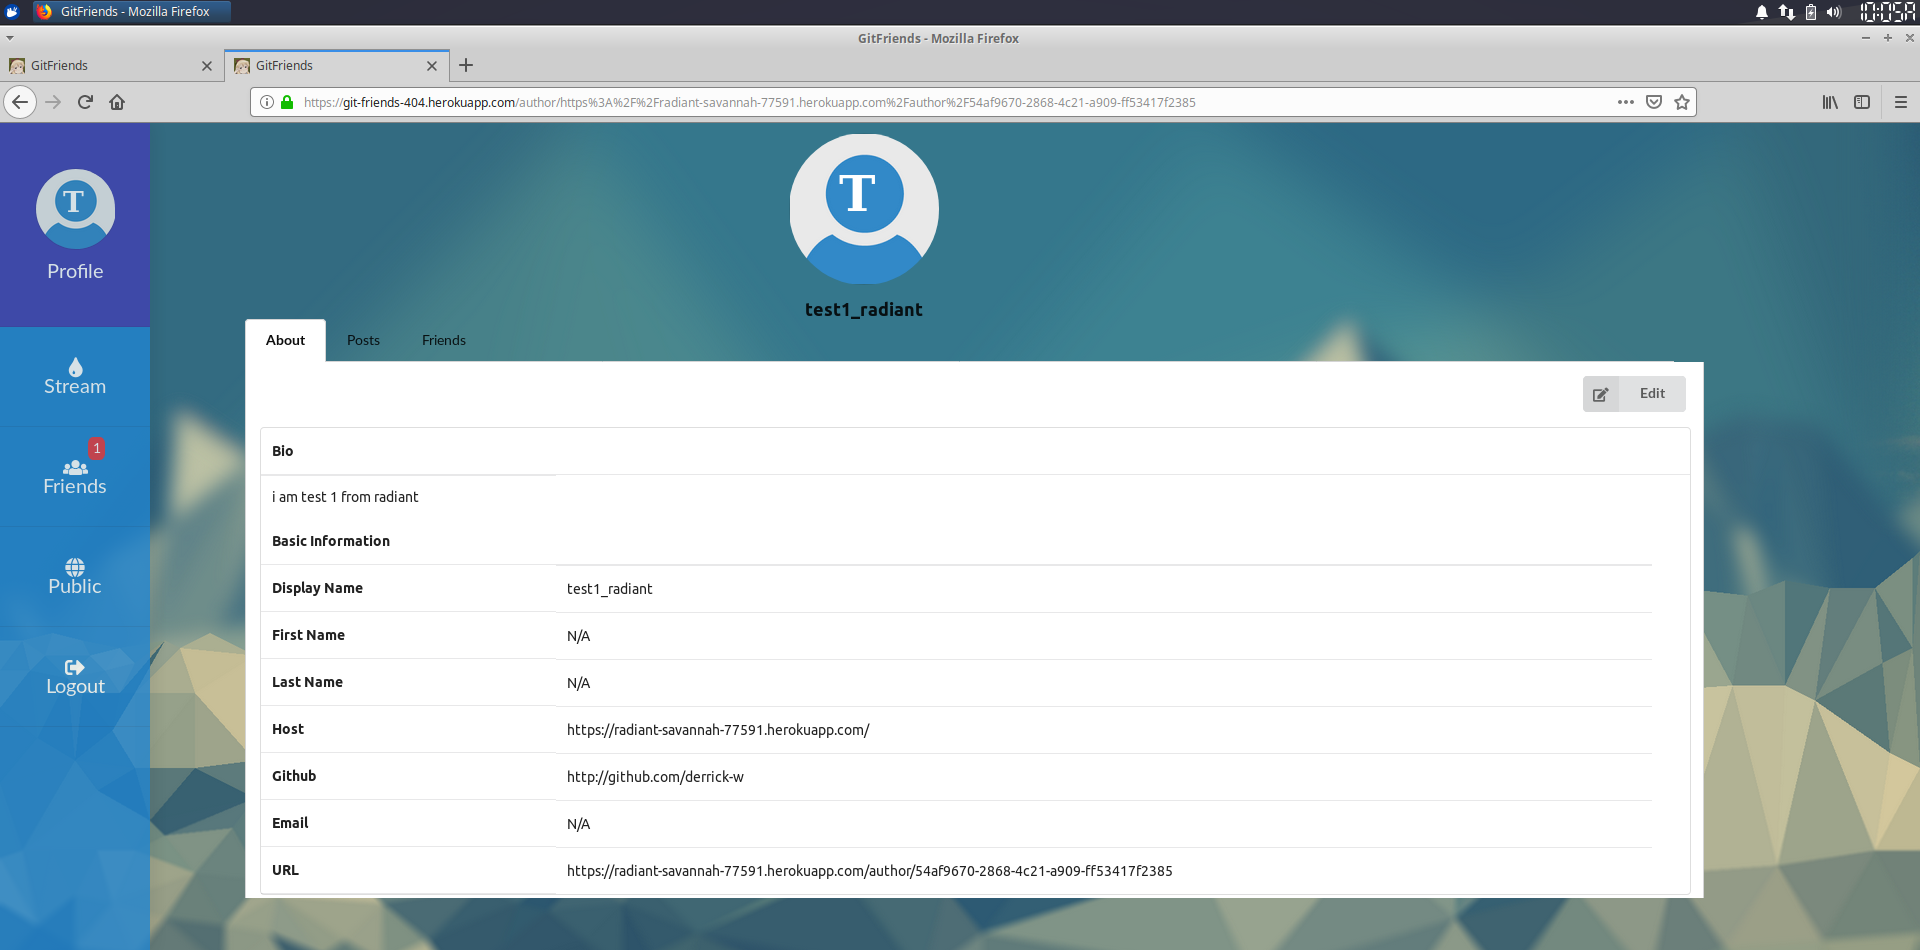 GitFriends - Mozilla Firefox
10:05A
GitFriends - Mozilla Firefox
GitFriends
GitFriends
https://git-friends-404.herokuapp.com/author/https%3A%2F%2Fradiant-savannah-77591.herokuapp.com%2Fauthor%2F54af9670-2868-4c21-a909-ff53417f2385
T
Profile
Stream
1
Friends
Public
Logout
T
test1_radiant
About Posts Friends
Edit
Bio
i am test 1 from radiant
Basic Information
Display Name test1_radiant
First Name N/A
Last Name N/A
Host https://radiant-savannah-77591.herokuapp.com/
Github http://github.com/derrick-w
Email N/A
URL https://radiant-savannah-77591.herokuapp.com/author/54af9670-2868-4c21-a909-ff53417f2385